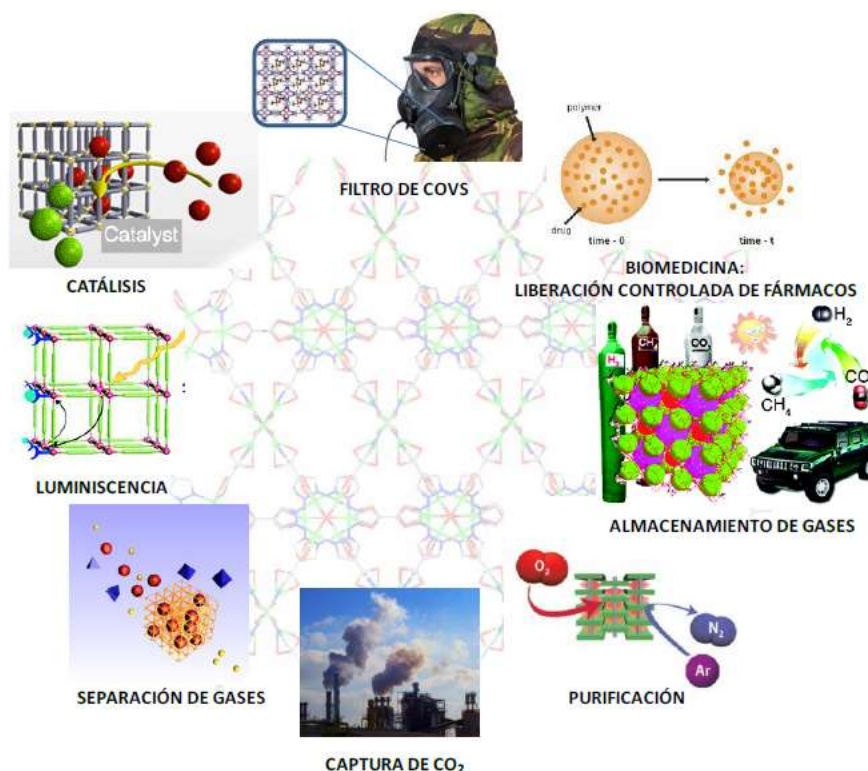 polymer
drug
time - 0
time - t
FILTRO DE COVS
Catalyst
CATÁLISIS
BIOMEDICINA:
LIBERACIÓN CONTROLADA DE FÁRMACOS
H₂
CH₄
CO₂
H₂
CO
CH₄
LUMINISCENCIA
ALMACENAMIENTO DE GASES
O₂
N₂
Ar
SEPARACIÓN DE GASES
PURIFICACIÓN
CAPTURA DE CO₂